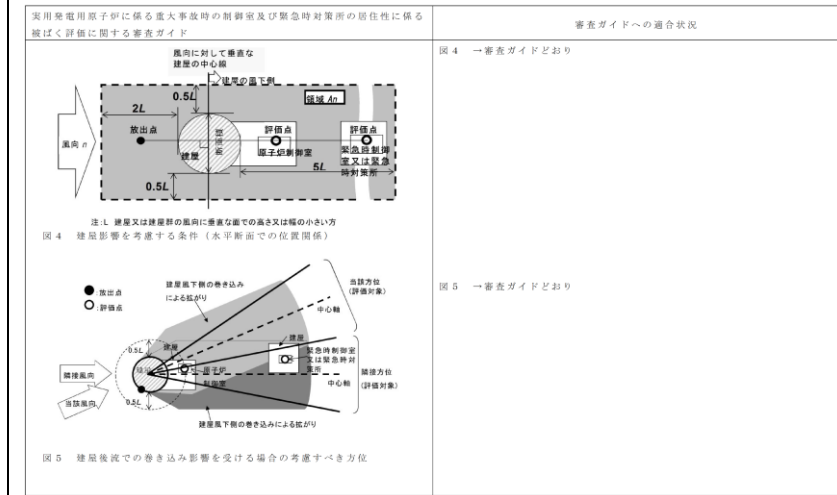 実用発電用原子炉に係る重大事故時の制御室及び緊急時対策所の居住性に係る
被ばく評価に関する審査ガイド
審査ガイドへの適合状況
風向に対して垂直な
建屋の中心線
建屋の風下側
0.5L
2L
領域 An
放出点
評価点
評価点
風向 n
建屋
原子炉制御室
緊急時制御
室又は緊急
時対策所
5L
0.5L
注:L 建屋又は建屋群の風向に垂直な面での高さ又は幅の小さい方
図4 建屋影響を考慮する条件（水平断面での位置関係）
図4 →審査ガイドどおり
建屋風下側の巻き込み
による拡がり
当該方位
(評価対象)
放出点
:評価点
中心軸
0.5L
建屋
建屋
緊急時制御室
又は緊急時対
策所
建屋
原子炉
制御室
隣接方位
(評価対象)
隣接風向
中心軸
当該風向
0.5L
建屋風下側の巻き込みによる拡がり
図5 建屋後流での巻き込み影響を受ける場合の考慮すべき方位
図5 →審査ガイドどおり